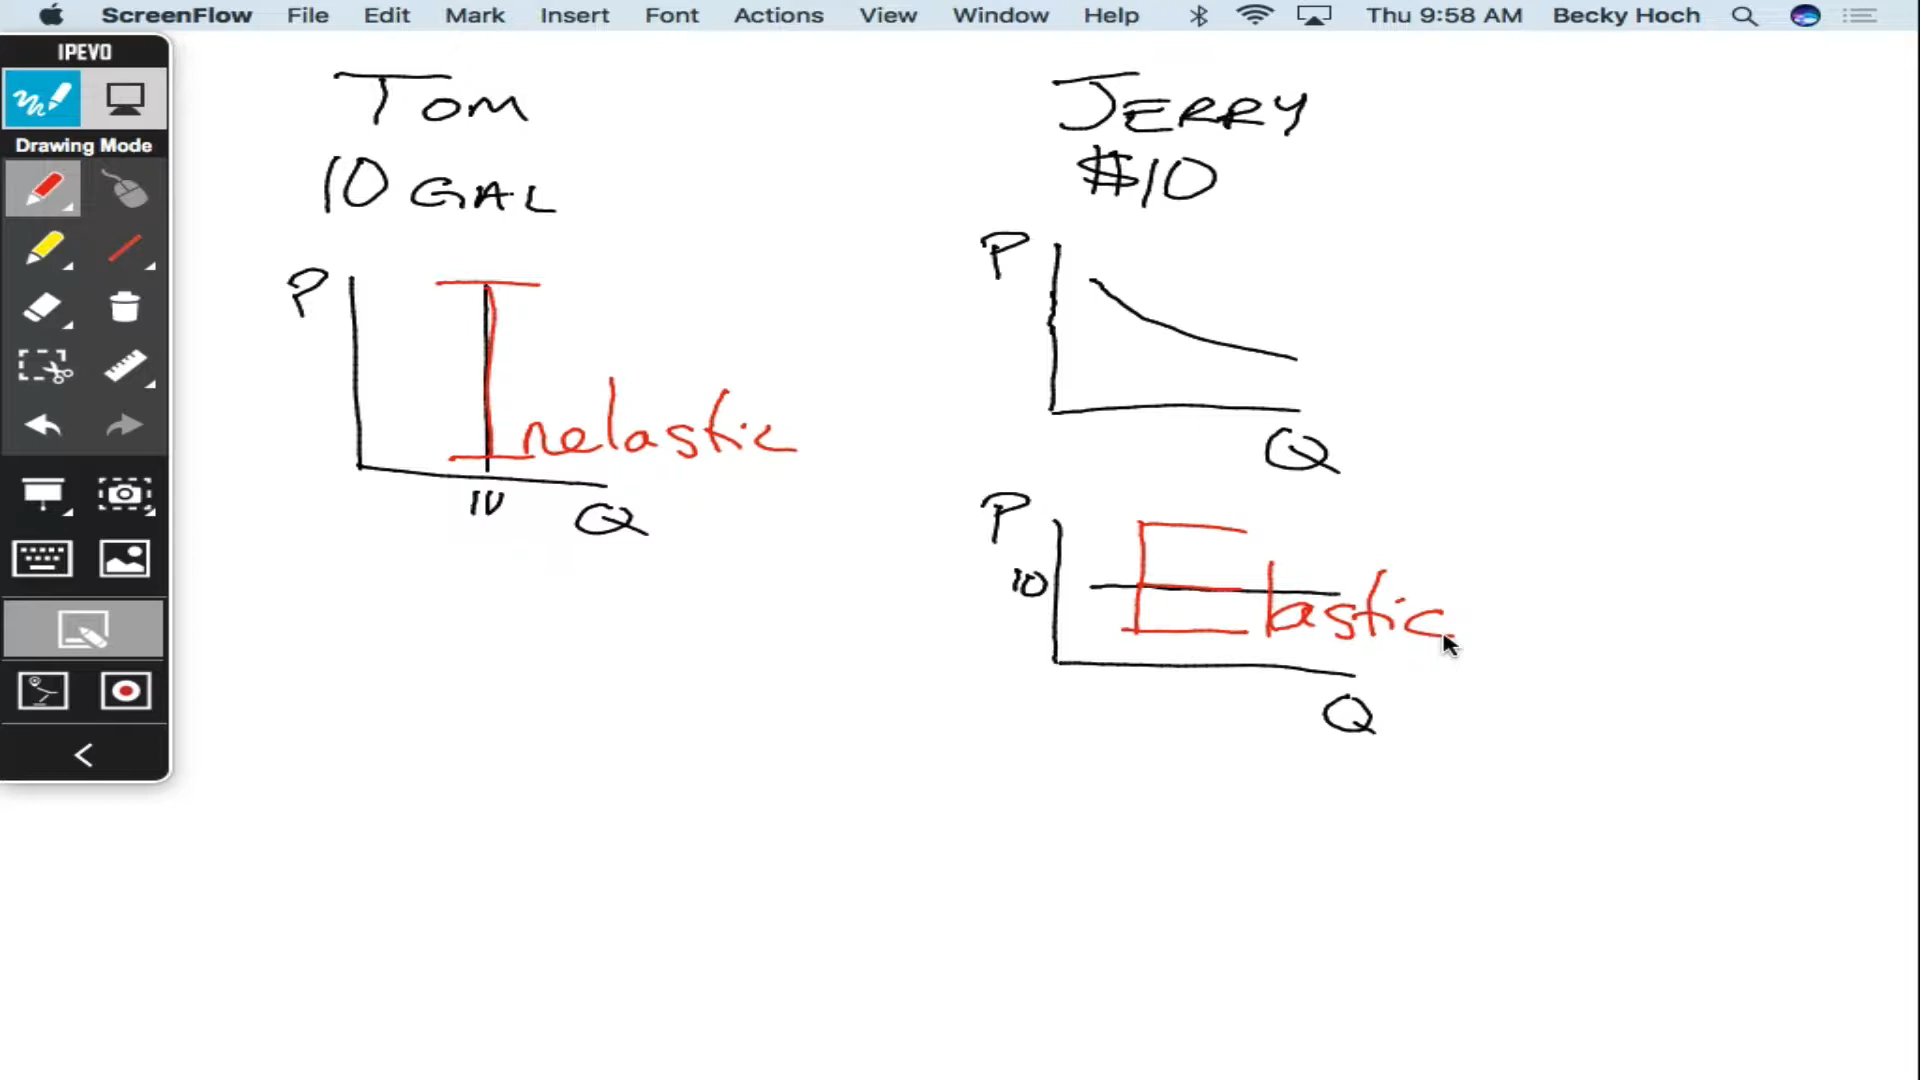 ScreenFlow File Edit Mark Insert Font Actions View Window Help Thu 9:58 AM Becky Hoch
IPEVO
Drawing Mode
TOM
10 GAL
P
Inelastic
10
Q
JERRY
$10
P
Q
P
10
Elastic
Q